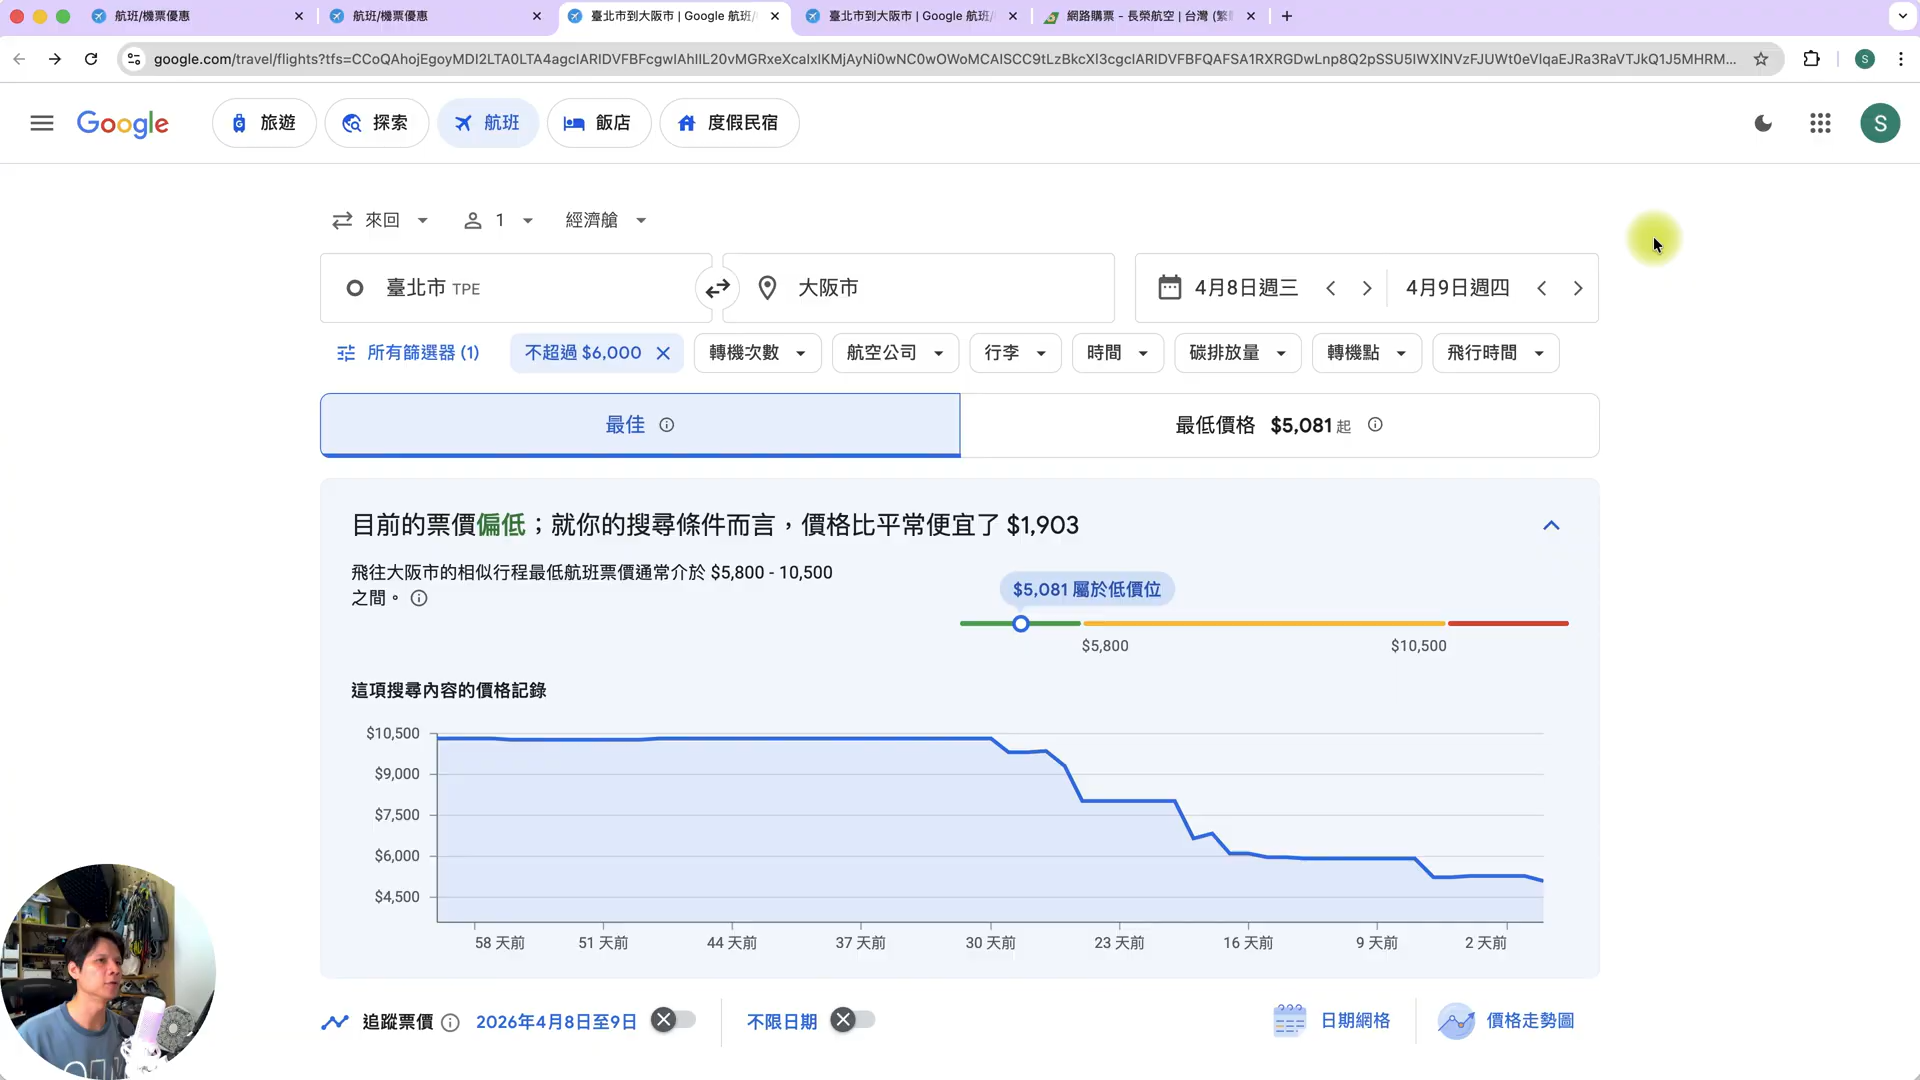 航班/機票優惠
航班/機票優惠
臺北市到大阪市 | Google 航班/
臺北市到大阪市 | Google 航班/
網路購票 - 長榮航空 | 台灣 (繁
google.com/travel/flights?tfs=
Google
旅遊
探索
航班
飯店
度假民宿
S
S
來回
1
經濟艙
臺北市 TPE
大阪市
4月8日週三
4月9日週四
所有篩選器 (1)
不超過 $6,000
轉機次數
航空公司
行李
時間
碳排放量
轉機點
飛行時間
最佳
最低價格 $5,081 起
目前的票價偏低；就你的搜尋條件而言，價格比平常便宜了 $1,903
飛往大阪市的相似行程最低航班票價通常介於 $5,800 - 10,500
之間。
$5,081 屬於低價位
$5,800
$10,500
這項搜尋內容的價格記錄
$10,500
$9,000
$7,500
$6,000
$4,500
58 天前
51 天前
44 天前
37 天前
30 天前
23 天前
16 天前
9 天前
2 天前
追蹤票價
2026年4月8日至9日
不限日期
日期網格
價格走勢圖